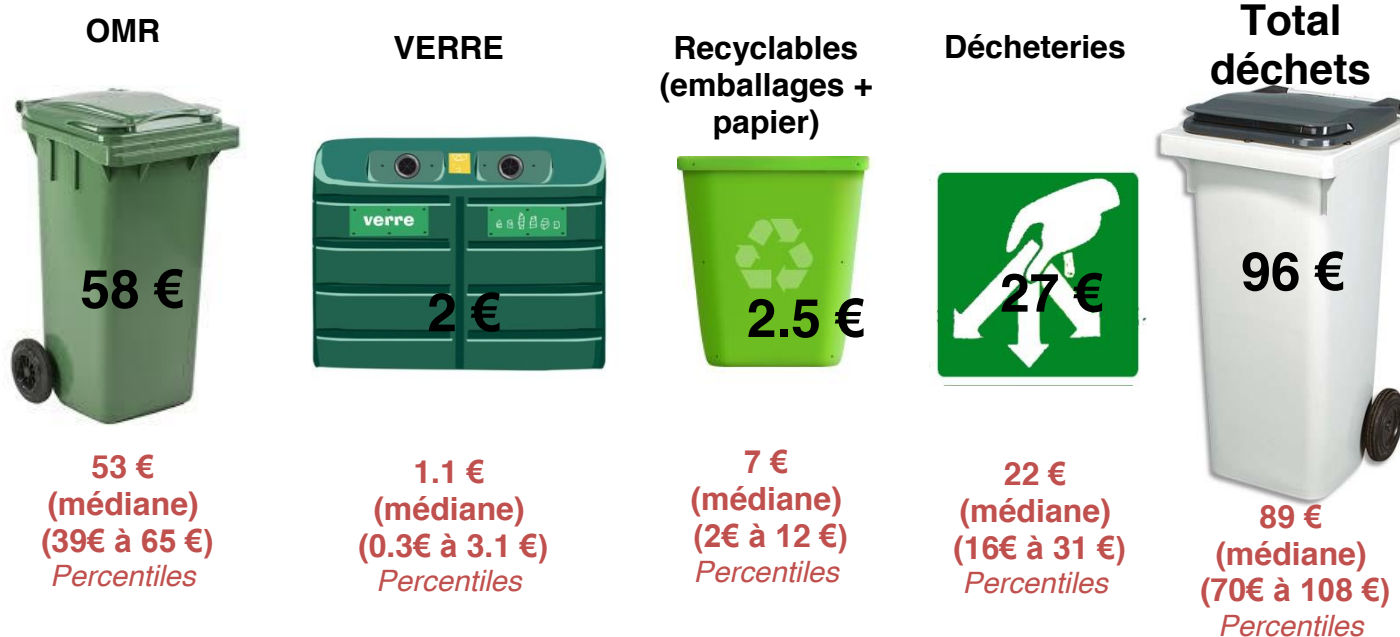 OMR
58 €
53 €
(médiane)
(39€ à 65 €)
Percentiles
VERRE
verre
2 €
1.1 €
(médiane)
(0.3€ à 3.1 €)
Percentiles
Recyclables
(emballages +
papier)
2.5 €
7 €
(médiane)
(2€ à 12 €)
Percentiles
Décheteries
27 €
22 €
(médiane)
(16€ à 31 €)
Percentiles
Total
déchets
96 €
89 €
(médiane)
(70€ à 108 €)
Percentiles